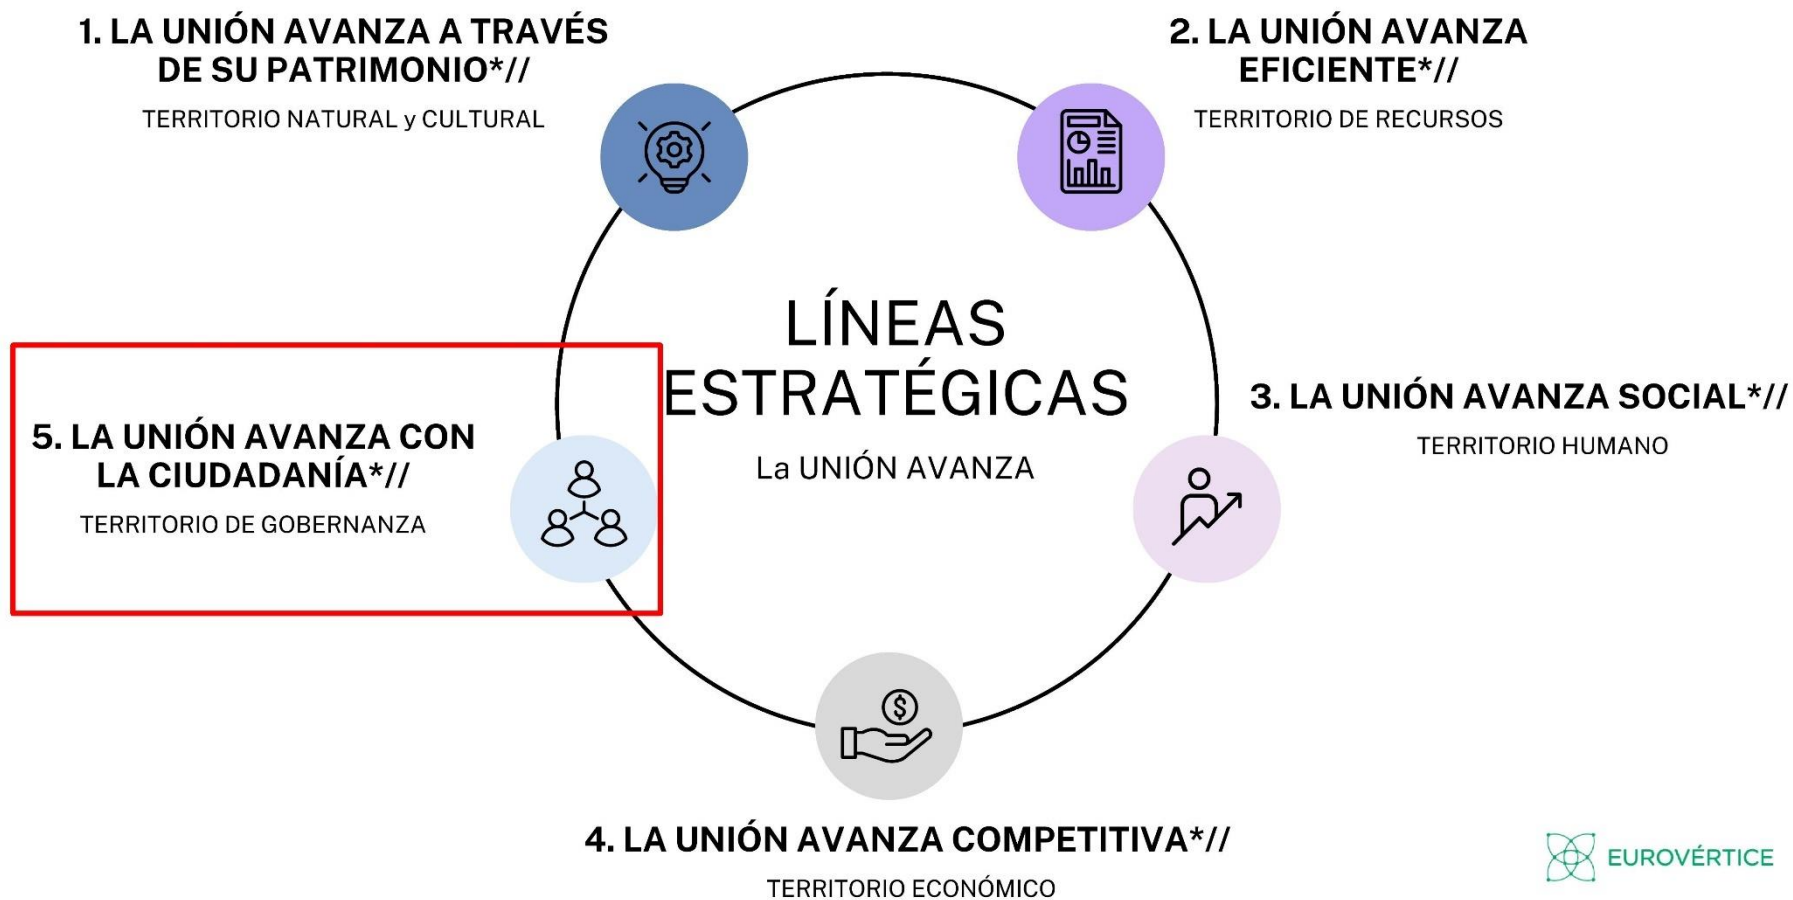 1. LA UNIÓN AVANZA A TRAVÉS
DE SU PATRIMONIO*//
TERRITORIO NATURAL y CULTURAL
2. LA UNIÓN AVANZA
EFICIENTE*//
TERRITORIO DE RECURSOS
LÍNEAS
ESTRATÉGICAS
La UNIÓN AVANZA
3. LA UNIÓN AVANZA SOCIAL*//
TERRITORIO HUMANO
5. LA UNIÓN AVANZA CON
LA CIUDADANÍA*//
TERRITORIO DE GOBERNANZA
$
4. LA UNIÓN AVANZA COMPETITIVA*//
TERRITORIO ECONÓMICO
EUROVÉRTICE